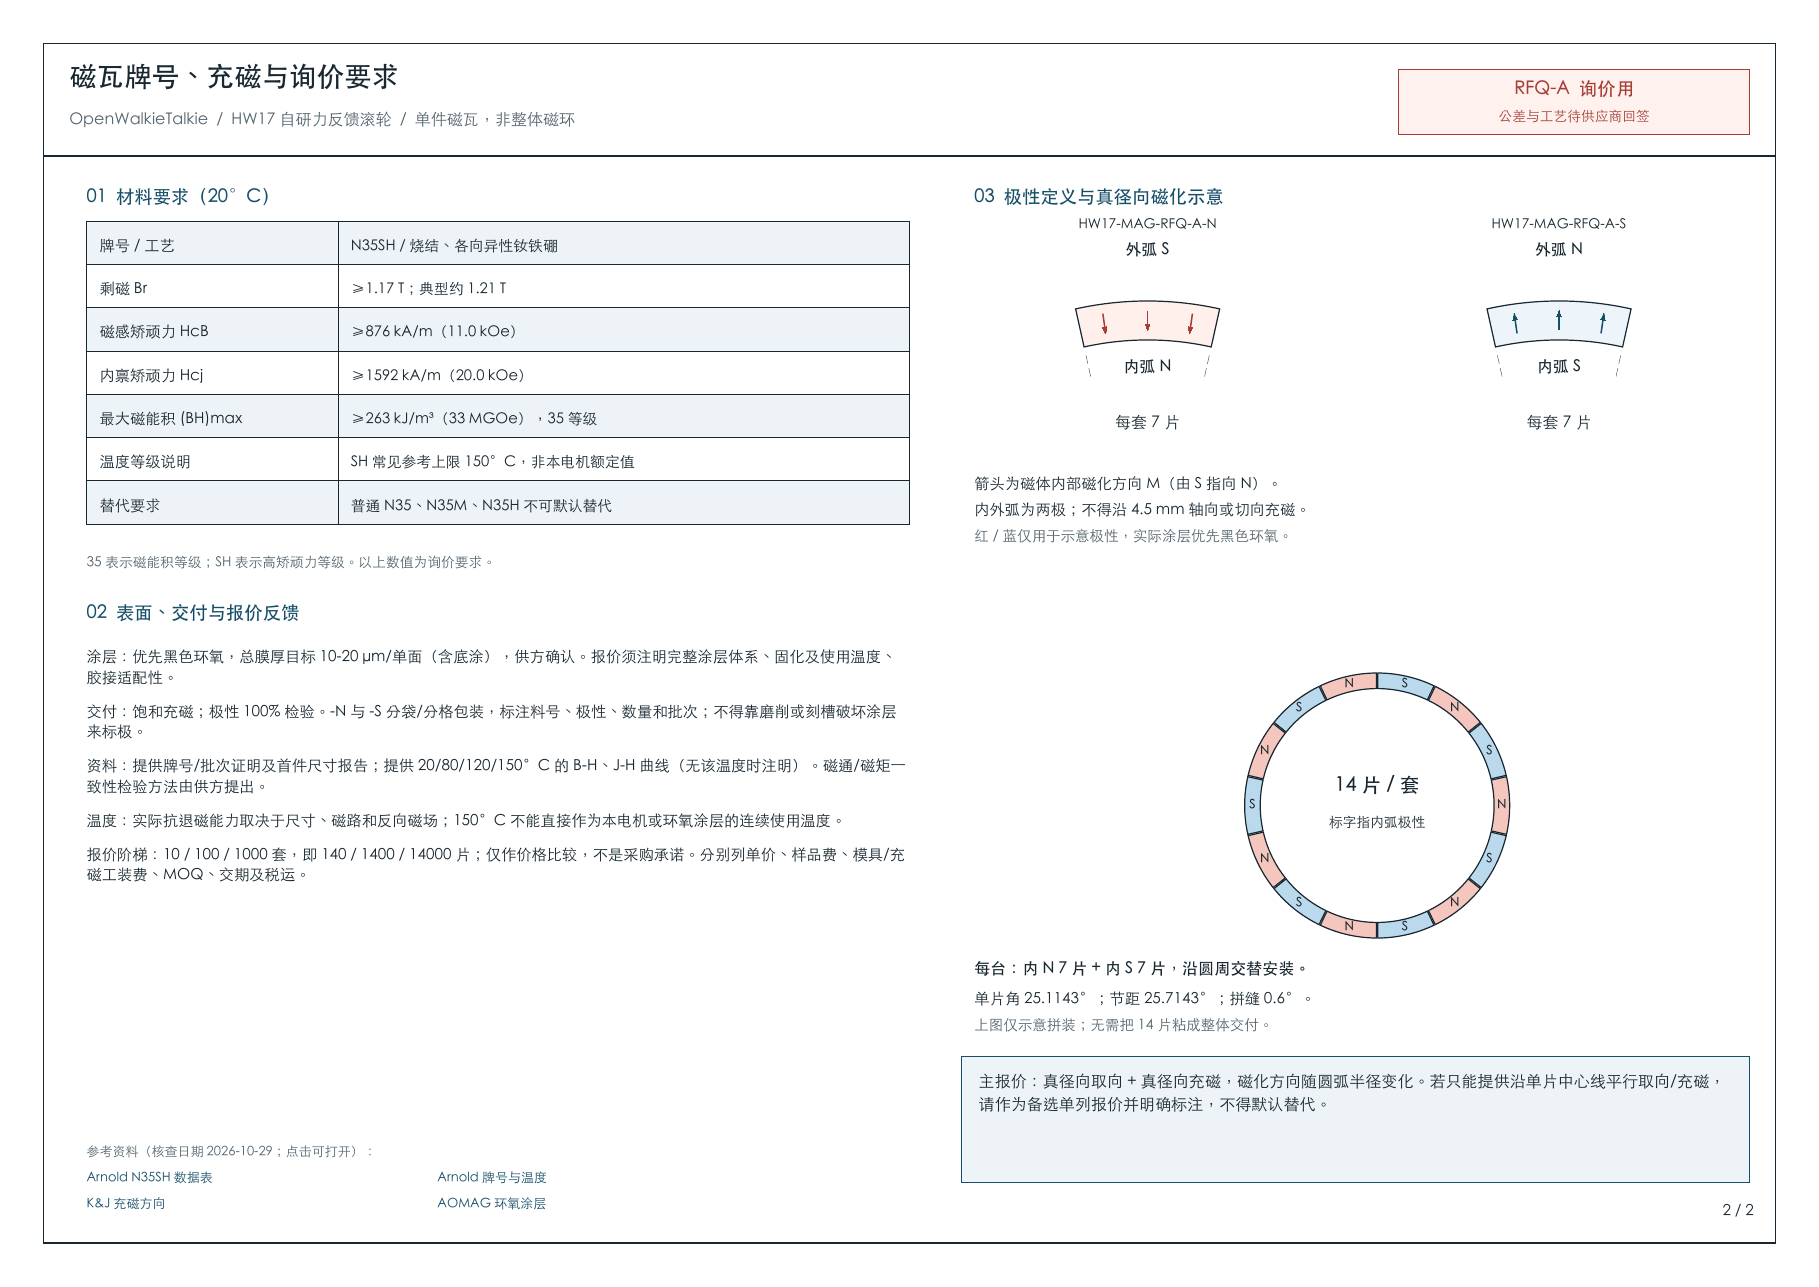 磁瓦牌号、充磁与询价要求
OpenWalkieTalkie / HW17 自研力反馈滚轮 / 单件磁瓦，非整体磁环
RFQ-A 询价用
公差与工艺待供应商回签
01 材料要求（20°C）
牌号 / 工艺 N35SH / 烧结、各向异性钕铁硼
剩磁 Br ≥1.17 T；典型约 1.21 T
磁感矫顽力 HcB ≥876 kA/m（11.0 kOe）
内禀矫顽力 Hcj ≥1592 kA/m（20.0 kOe）
最大磁能积 (BH)max ≥263 kJ/m³（33 MGOe），35 等级
温度等级说明 SH 常见参考上限 150°C，非本电机额定值
替代要求 普通 N35、N35M、N35H 不可默认替代
35 表示磁能积等级；SH 表示高矫顽力等级。以上数值为询价要求。
02 表面、交付与报价反馈
涂层：优先黑色环氧，总膜厚目标 10-20 µm/单面（含底涂），供方确认。报价须注明完整涂层体系、固化及使用温度、
胶接适配性。
交付：饱和充磁；极性 100% 检验。-N 与 -S 分袋/分格包装，标注料号、极性、数量和批次；不得靠磨削或刻槽破坏涂层
来标极。
资料：提供牌号/批次证明及首件尺寸报告；提供 20/80/120/150°C 的 B-H、J-H 曲线（无该温度时注明）。磁通/磁矩一
致性检验方法由供方提出。
温度：实际抗退磁能力取决于尺寸、磁路和反向磁场；150°C 不能直接作为本电机或环氧涂层的连续使用温度。
报价阶梯：10 / 100 / 1000 套，即 140 / 1400 / 14000 片；仅作价格比较，不是采购承诺。分别列单价、样品费、模具/充
磁工装费、MOQ、交期及税运。
参考资料（核查日期 2026-10-29；点击可打开）：
Arnold N35SH 数据表 Arnold 牌号与温度
K&J 充磁方向 AOMAG 环氧涂层
03 极性定义与真径向磁化示意
HW17-MAG-RFQ-A-N HW17-MAG-RFQ-A-S
外弧 S 外弧 N
内弧 N 内弧 S
每套 7 片 每套 7 片
箭头为磁体内部磁化方向 M（由 S 指向 N）。
内外弧为两极；不得沿 4.5 mm 轴向或切向充磁。
红 / 蓝仅用于示意极性，实际涂层优先黑色环氧。
N S
S N
N S
14 片 / 套
S N
标字指内弧极性
N S
S N
N S
每台：内 N 7 片 + 内 S 7 片，沿圆周交替安装。
单片角 25.1143°；节距 25.7143°；拼缝 0.6°。
上图仅示意拼装；无需把 14 片粘成整体交付。
主报价：真径向取向 + 真径向充磁，磁化方向随圆弧半径变化。若只能提供沿单片中心线平行取向/充磁，
请作为备选单列报价并明确标注，不得默认替代。
2 / 2